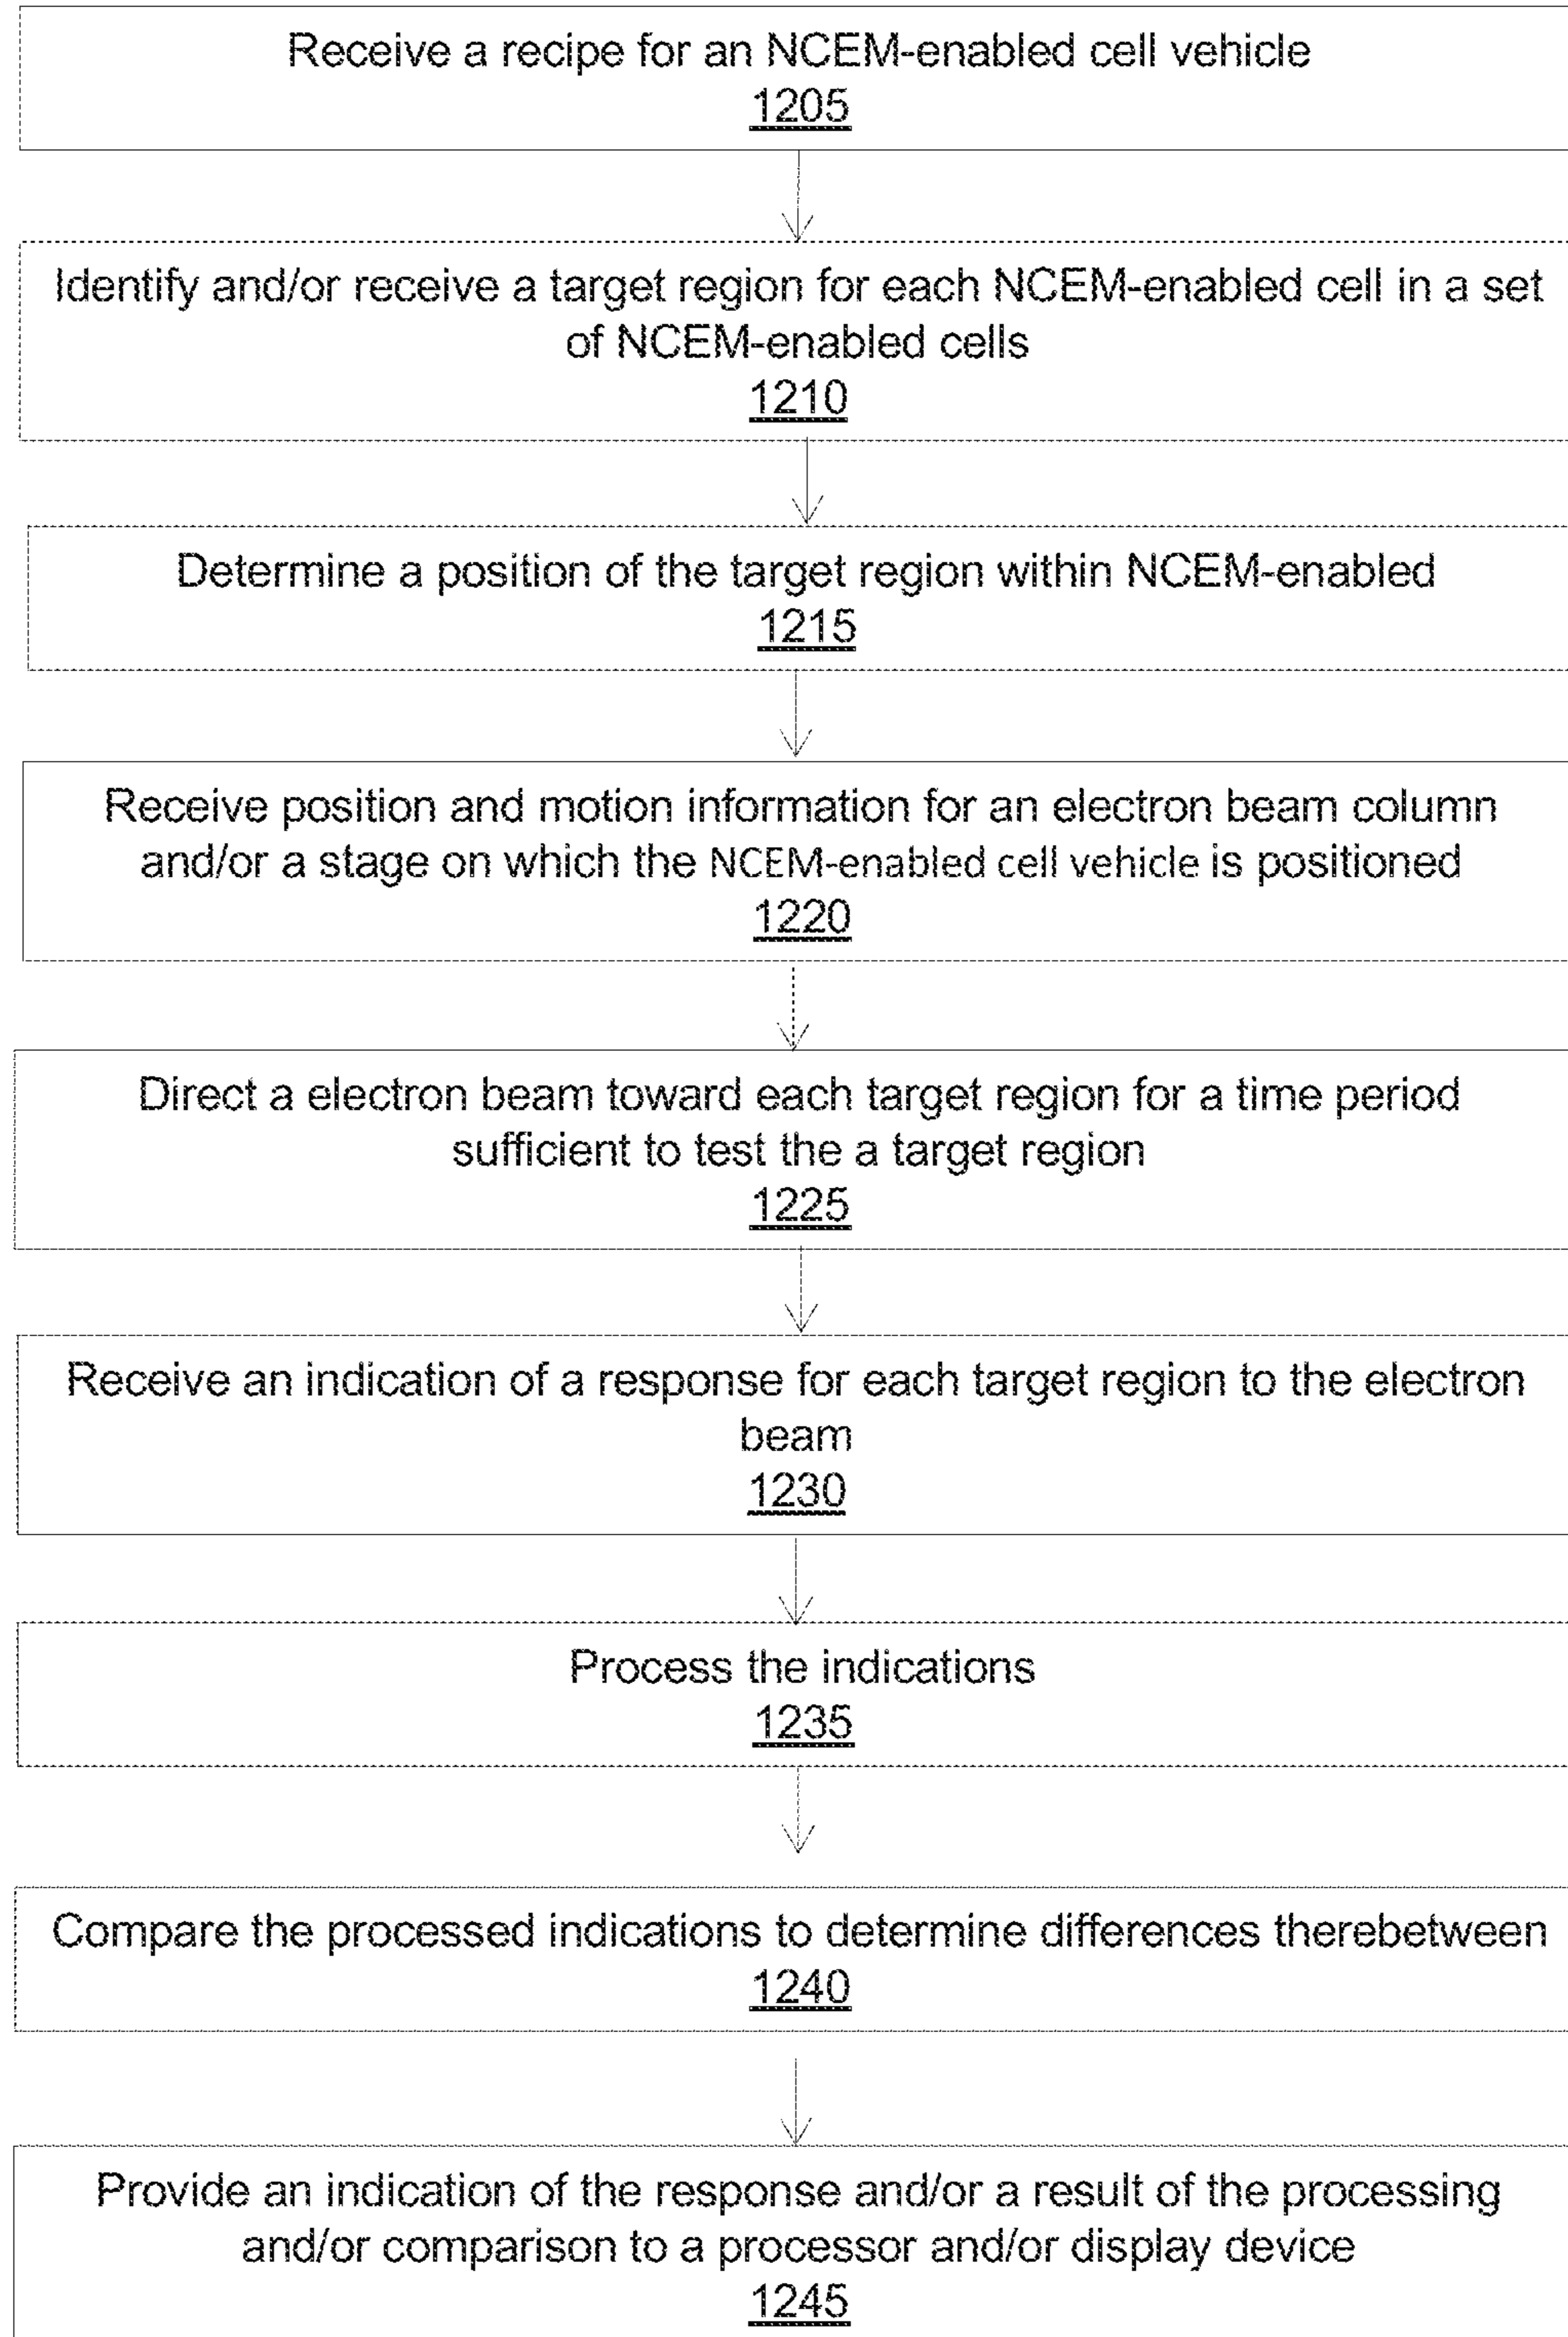 Receive a recipe for an NCEM-enabled cell vehicle
1205
Identify and/or receive a target region for each NCEM-enabled cell in a set
of NCEM-enabled cells
1210
Determine a position of the target region within NCEM-enabled
1215
Receive position and motion information for an electron beam column
and/or a stage on which the NCEM-enabled cell vehicle is positioned
1220
Direct a electron beam toward each target region for a time period
sufficient to test the a target region
1225
Receive an indication of a response for each target region to the electron
beam
1230
Process the indications
1235
Compare the processed indications to determine differences therebetween
1240
Provide an indication of the response and/or a result of the processing
and/or comparison to a processor and/or display device
1245